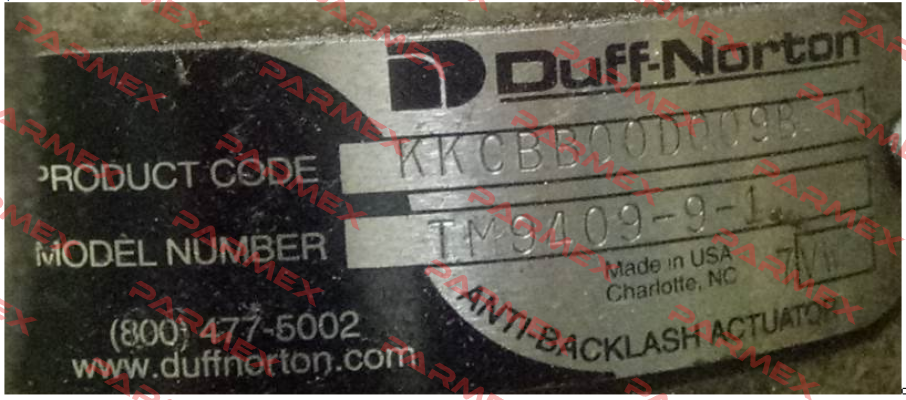 Duff-Norton
PRODUCT CODE KKCBB00D009B
MODEL NUMBER TM9409-9-1
Made in USA
Charlotte, NC
(800) 477-5002
www.duffnorton.com
ANTI-BACKLASH ACTUATOR
PARMEX